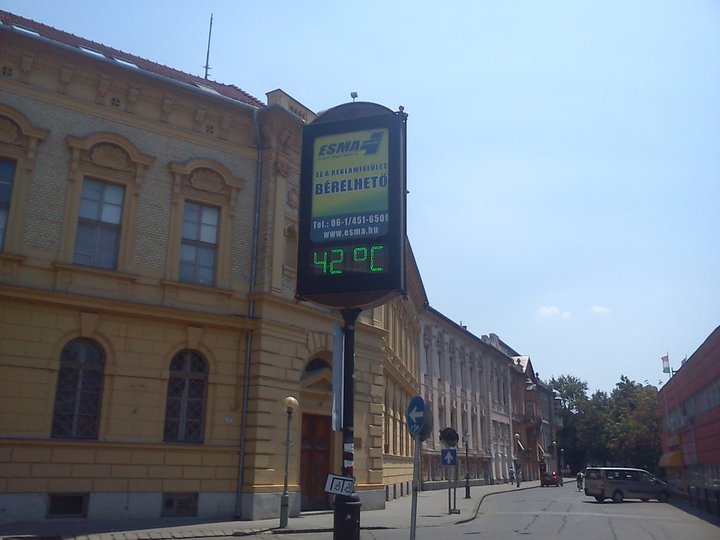 ESMA
EZ A REKLÁMFELÜLET
BÉRELHETŐ
Tel.: 06-1/451-6500
www.esma.hu
42 °C